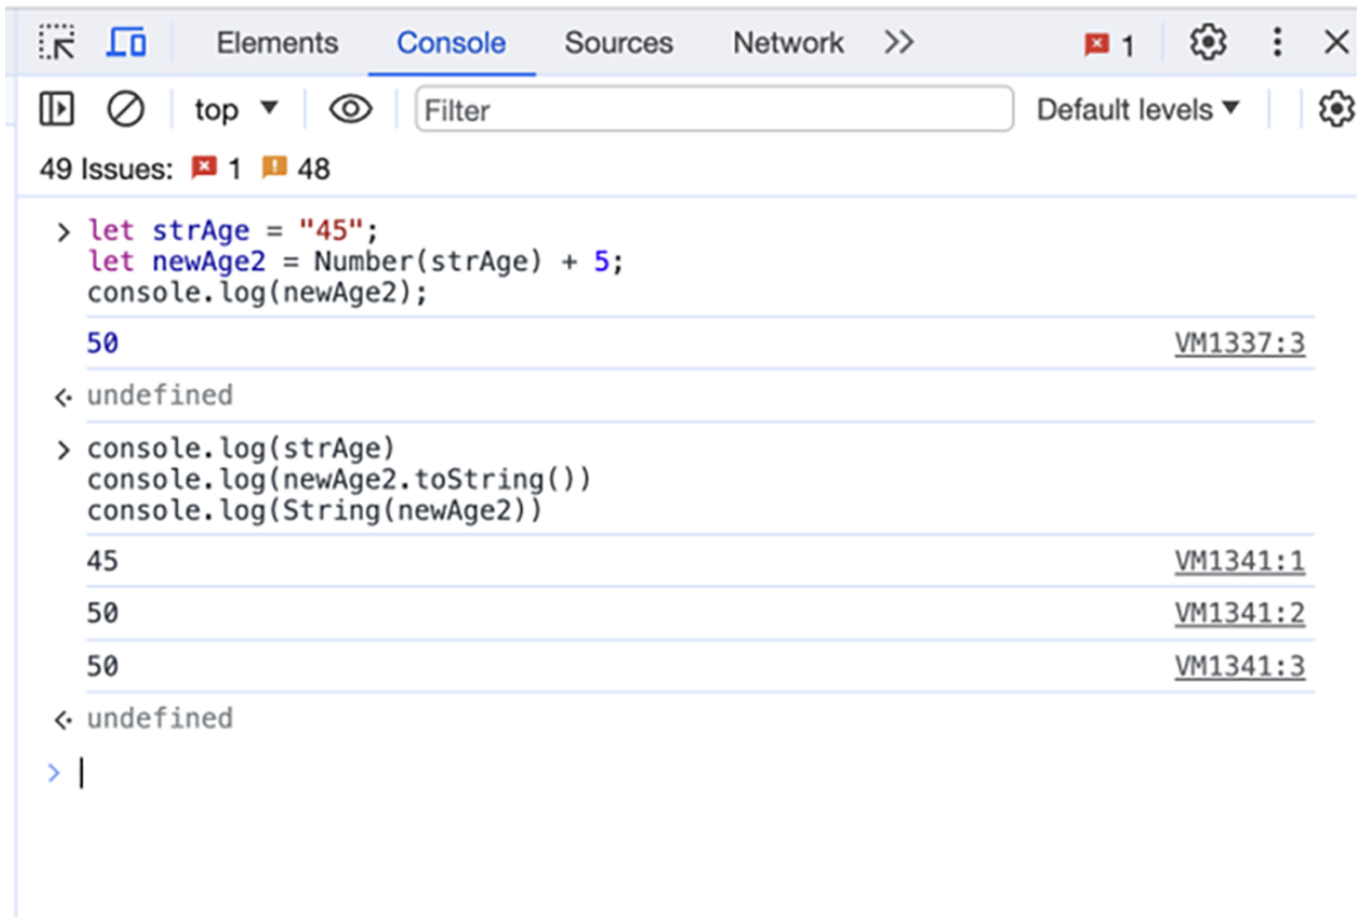 Elements Console Sources Network 1
top Filter Default levels
49 Issues: 1 48
let strAge = "45";
let newAge2 = Number(strAge) + 5;
console.log(newAge2);
50 VM1337:3
undefined
console.log(strAge)
console.log(newAge2.toString())
console.log(String(newAge2))
45 VM1341:1
50 VM1341:2
50 VM1341:3
undefined